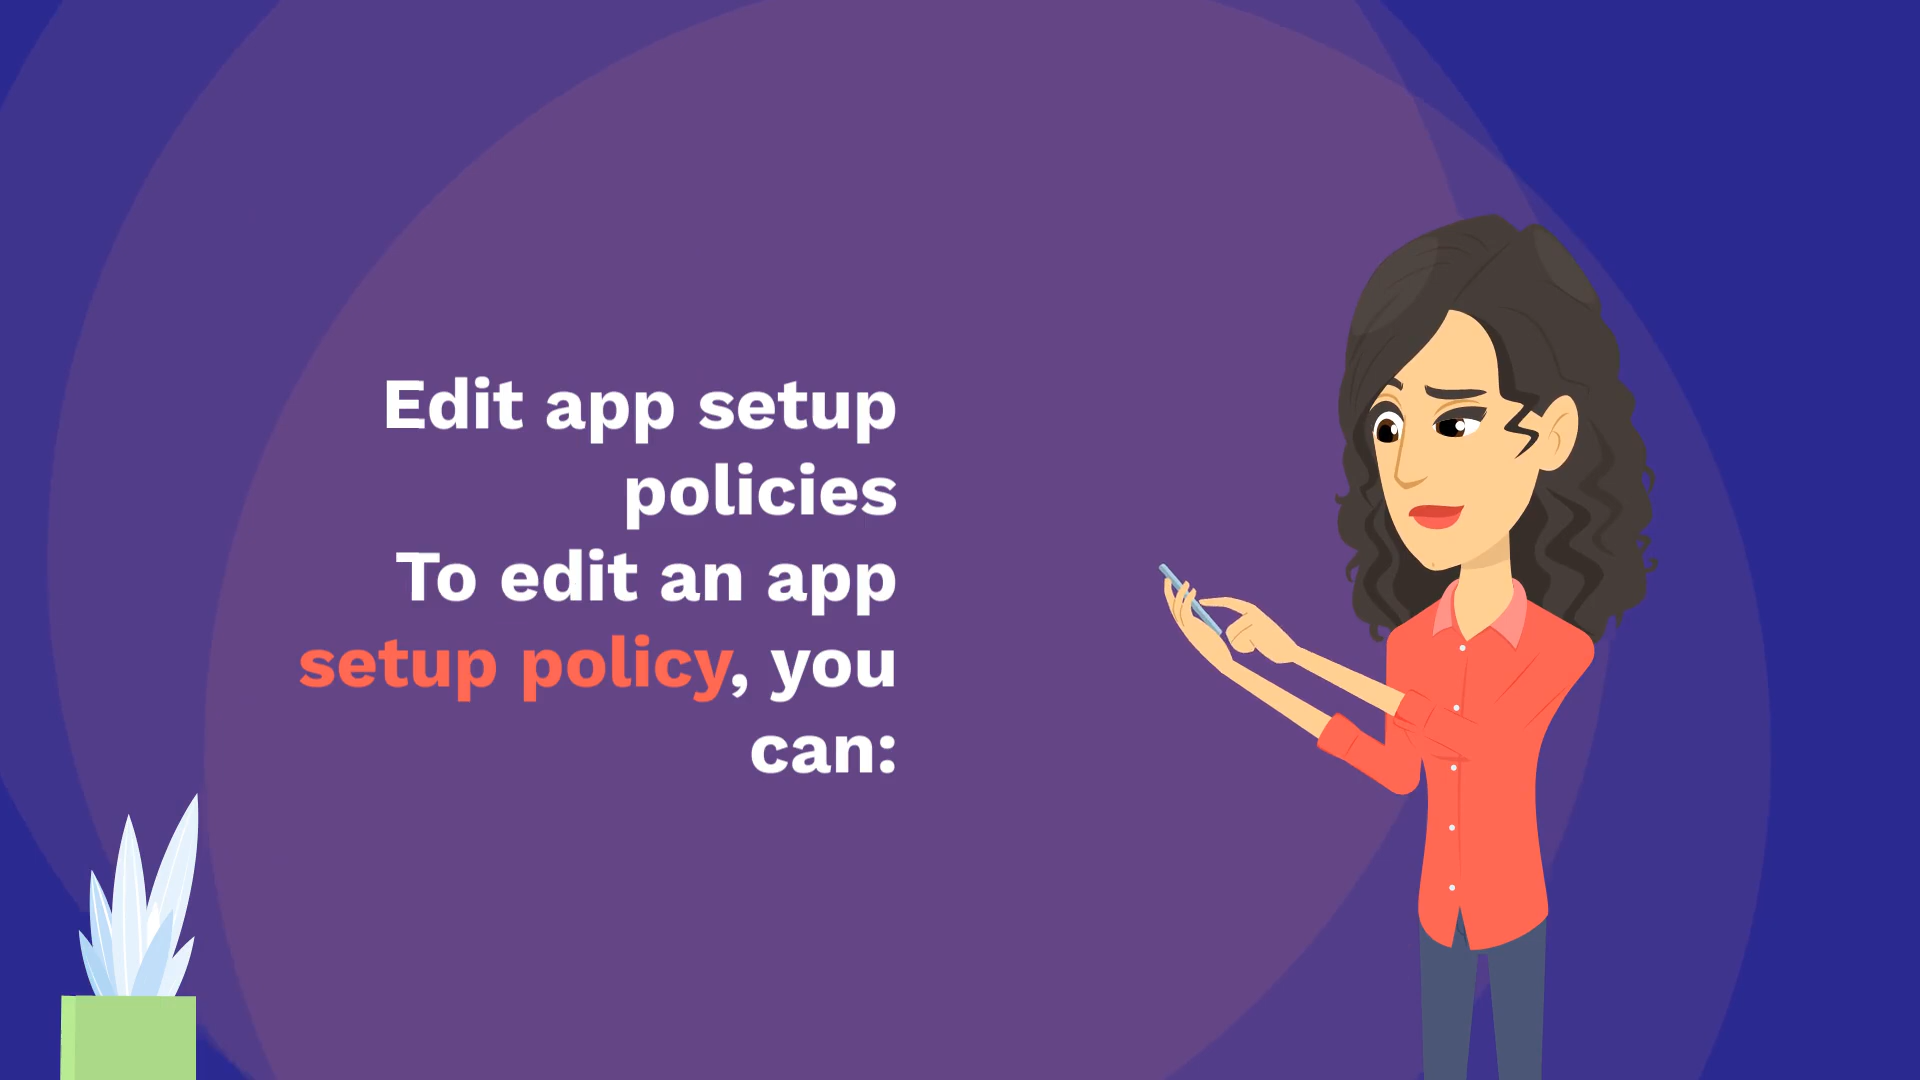 Edit app setup
policies
To edit an app
setup policy, you
can: